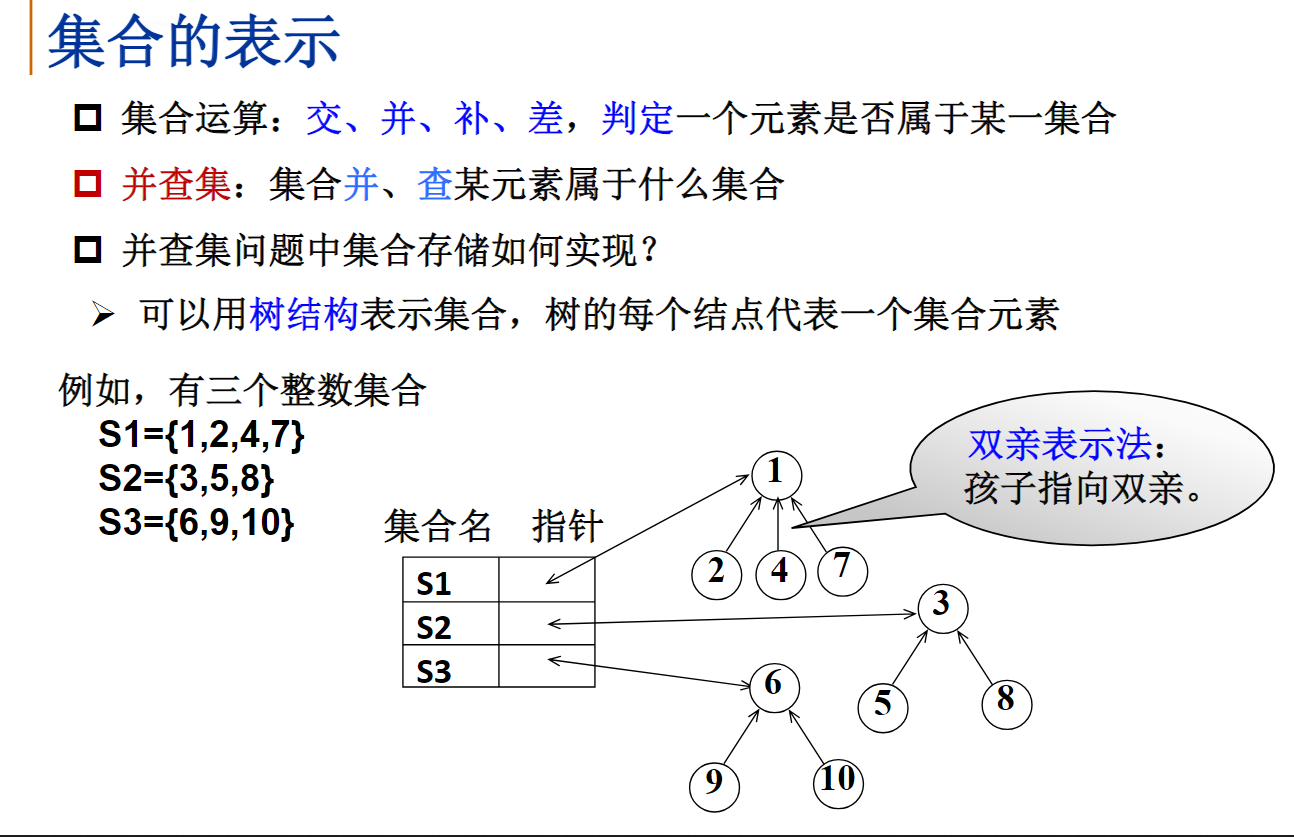 集合的表示
集合运算：交、并、补、差，判定一个元素是否属于某一集合
并查集：集合并、查某元素属于什么集合
并查集问题中集合存储如何实现？
可以用树结构表示集合，树的每个结点代表一个集合元素
例如，有三个整数集合
S1={1,2,4,7}
S2={3,5,8}
S3={6,9,10}
集合名 指针
S1
S2
S3
双亲表示法：
孩子指向双亲。
1
2 4 7
3
5 8
6
9 10